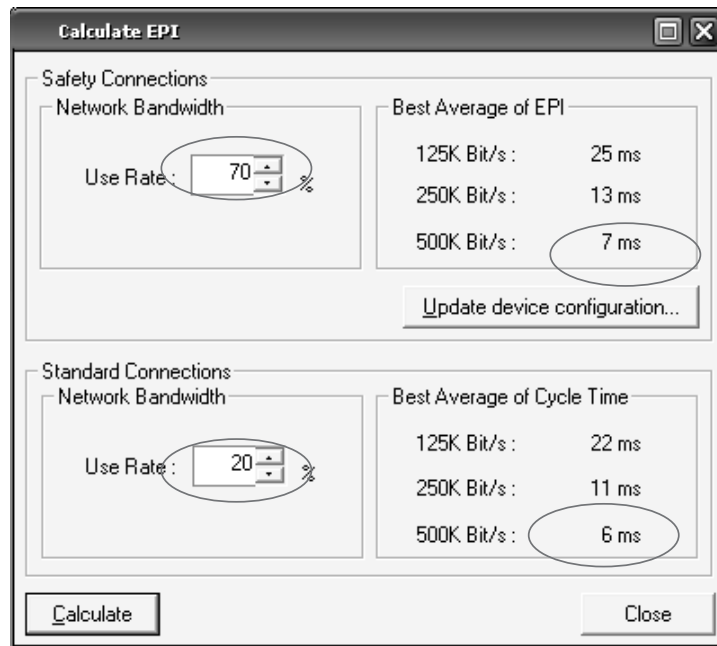 Calculate EPI
Safety Connections
Network Bandwidth
Use Rate : 70 %
Best Average of EPI
125K Bit/s : 25 ms
250K Bit/s : 13 ms
500K Bit/s : 7 ms
Update device configuration...
Standard Connections
Network Bandwidth
Use Rate : 20 %
Best Average of Cycle Time
125K Bit/s : 22 ms
250K Bit/s : 11 ms
500K Bit/s : 6 ms
Calculate
Close